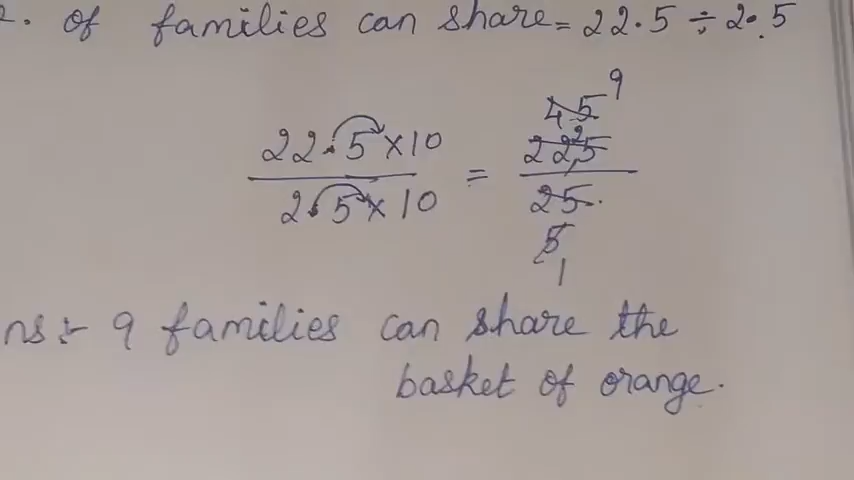 of families can share = 22.5 ÷ 2.5
9
45
22.5 × 10 = 225
2.5 × 10 25
5
1
ns:- 9 families can share the
basket of orange.